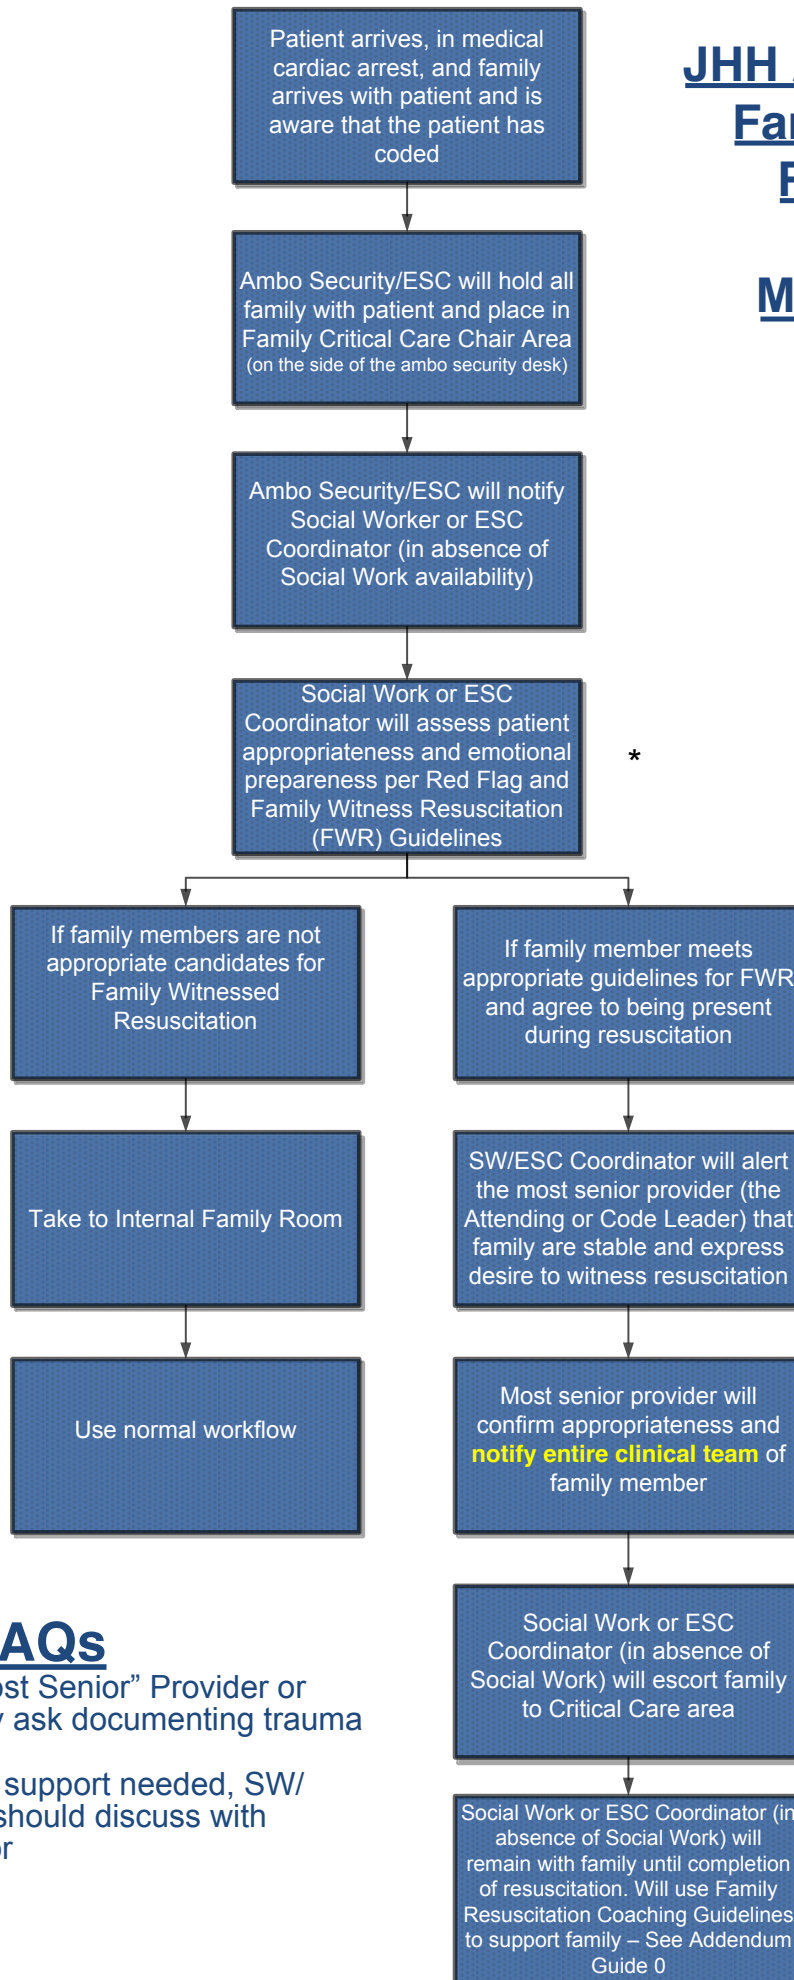 Patient arrives, in medical
cardiac arrest, and family
arrives with patient and is
aware that the patient has
coded
JHH
Ambo Security/ESC will hold all
family with patient and place in
Family Critical Care Chair Area
(on the side of the ambo security desk)
Ambo Security/ESC will notify
Social Worker or ESC
Coordinator (in absence of
Social Work availability)
Social Work or ESC
Coordinator will assess patient
appropriateness and emotional
prepareness per Red Flag and
Family Witness Resuscitation
(FWR) Guidelines
*
If family members are not
appropriate candidates for
Family Witnessed
Resuscitation
Take to Internal Family Room
Use normal workflow
If family member meets
appropriate guidelines for FWR
and agree to being present
during resuscitation
SW/ESC Coordinator will alert
the most senior provider (the
Attending or Code Leader) that
family are stable and express
desire to witness resuscitation
Most senior provider will
confirm appropriateness and
notify entire clinical team of
family member
Social Work or ESC
Coordinator (in absence of
Social Work) will escort family
to Critical Care area
Social Work or ESC Coordinator (in
absence of Social Work) will
remain with family until completion
of resuscitation. Will use Family
Resuscitation Coaching Guidelines
to support family – See Addendum
Guide 0
AQs
ost Senior” Provider or
y ask documenting trauma
support needed, SW/
should discuss with
or